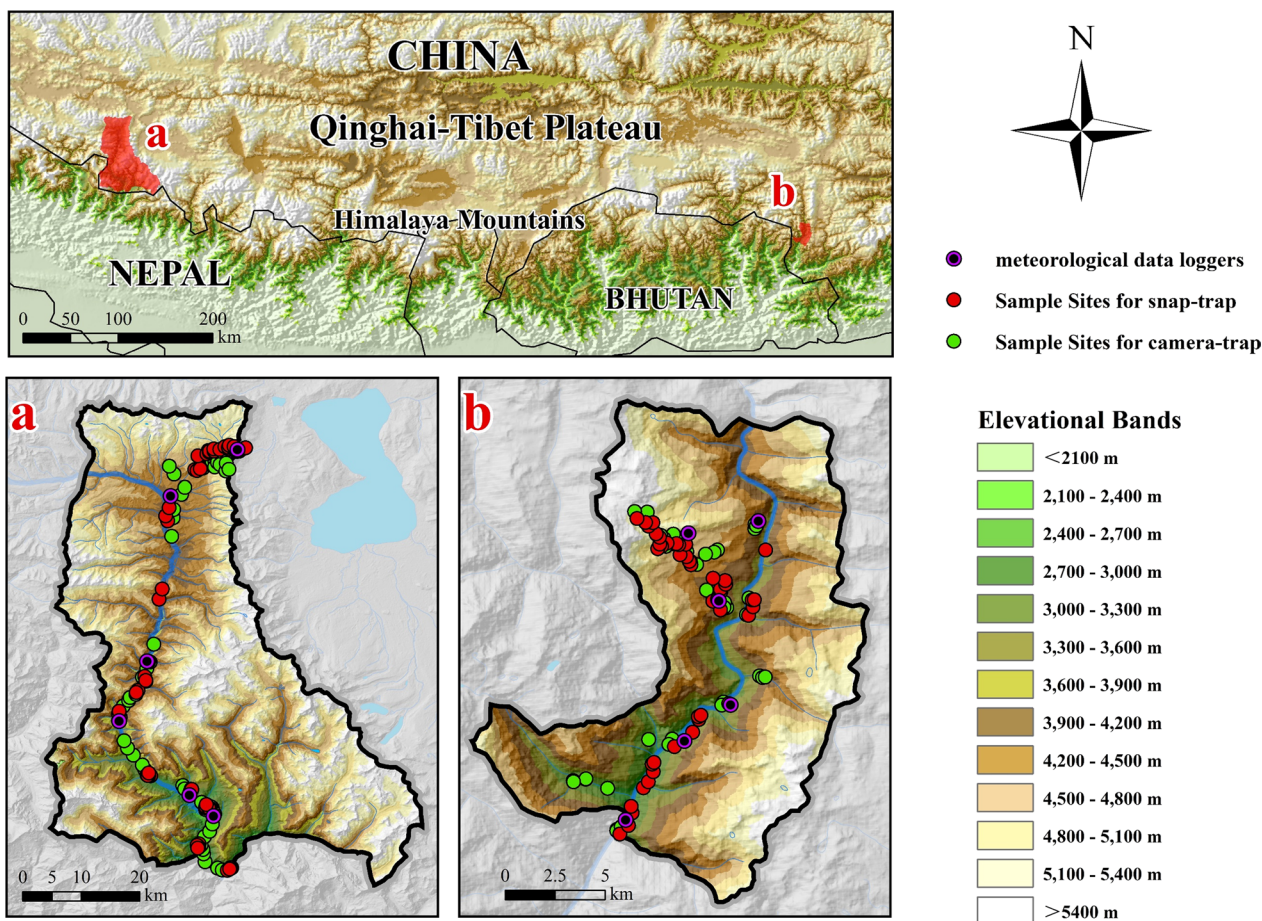 CHINA
Qinghai-Tibet Plateau
a
b
Himalaya Mountains
NEPAL
BHUTAN
0 50 100 200
km
N
meteorological data loggers
Sample Sites for snap-trap
Sample Sites for camera-trap
a
0 5 10 20
km
b
0 2.5 5
km
Elevational Bands
<2100 m
2,100 - 2,400 m
2,400 - 2,700 m
2,700 - 3,000 m
3,000 - 3,300 m
3,300 - 3,600 m
3,600 - 3,900 m
3,900 - 4,200 m
4,200 - 4,500 m
4,500 - 4,800 m
4,800 - 5,100 m
5,100 - 5,400 m
>5400 m